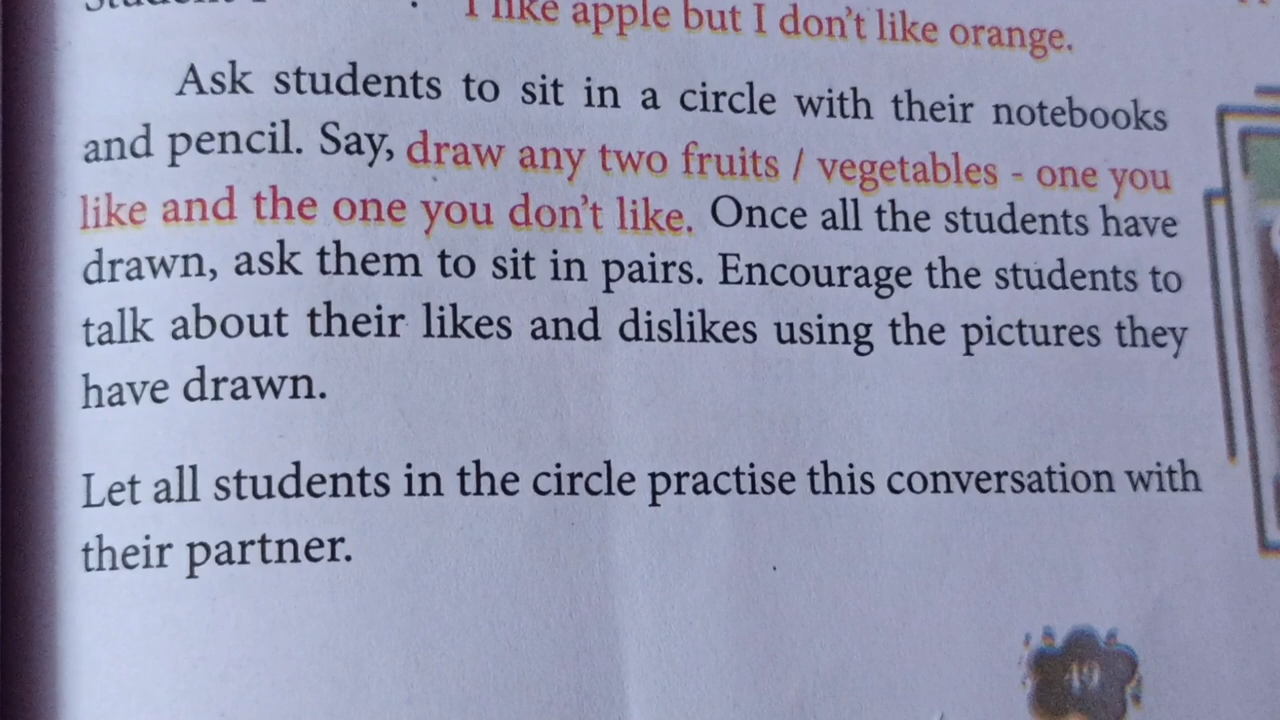 Student 1 : I like apple but I don't like orange.
Ask students to sit in a circle with their notebooks
and pencil. Say, draw any two fruits / vegetables - one you
like and the one you don't like. Once all the students have
drawn, ask them to sit in pairs. Encourage the students to
talk about their likes and dislikes using the pictures they
have drawn.
Let all students in the circle practise this conversation with
their partner.
49